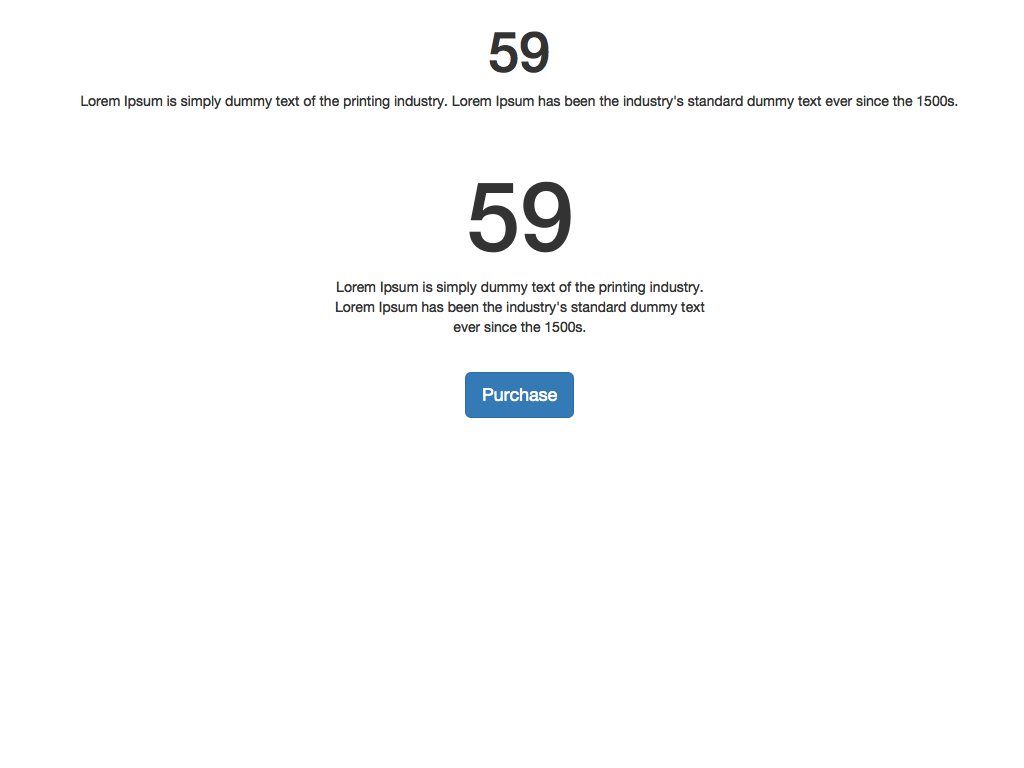 59
Lorem Ipsum is simply dummy text of the printing industry. Lorem Ipsum has been the industry's standard dummy text ever since the 1500s.
59
Lorem Ipsum is simply dummy text of the printing industry.
Lorem Ipsum has been the industry's standard dummy text
ever since the 1500s.
Purchase